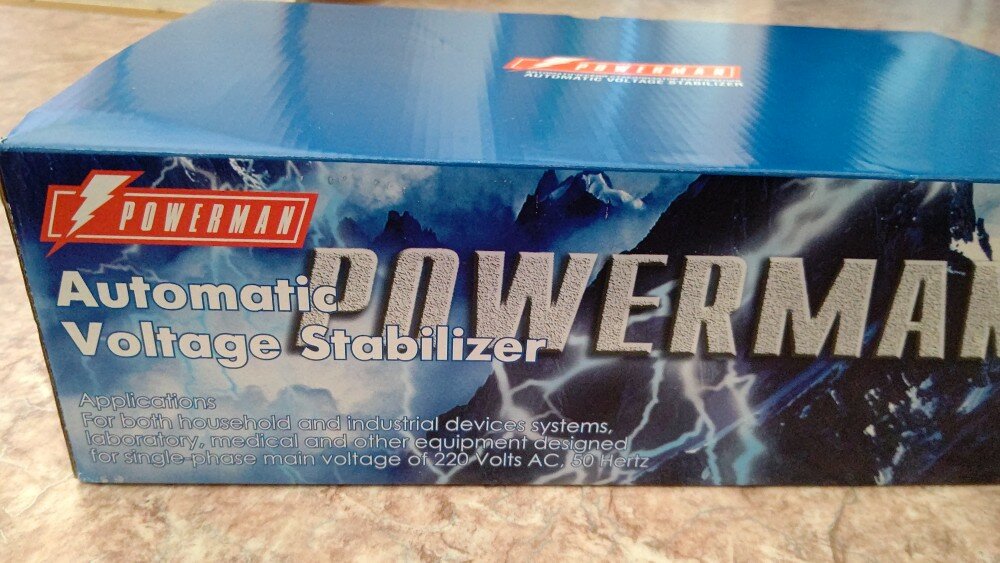 POWERMAN
AUTOMATIC VOLTAGE STABILIZER
POWERMAN
POWERMAN
Automatic
Voltage Stabilizer
Applications
For both household and industrial devices systems,
laboratory, medical and other equipment designed
for single-phase main voltage of 220 Volts AC, 50 Hertz